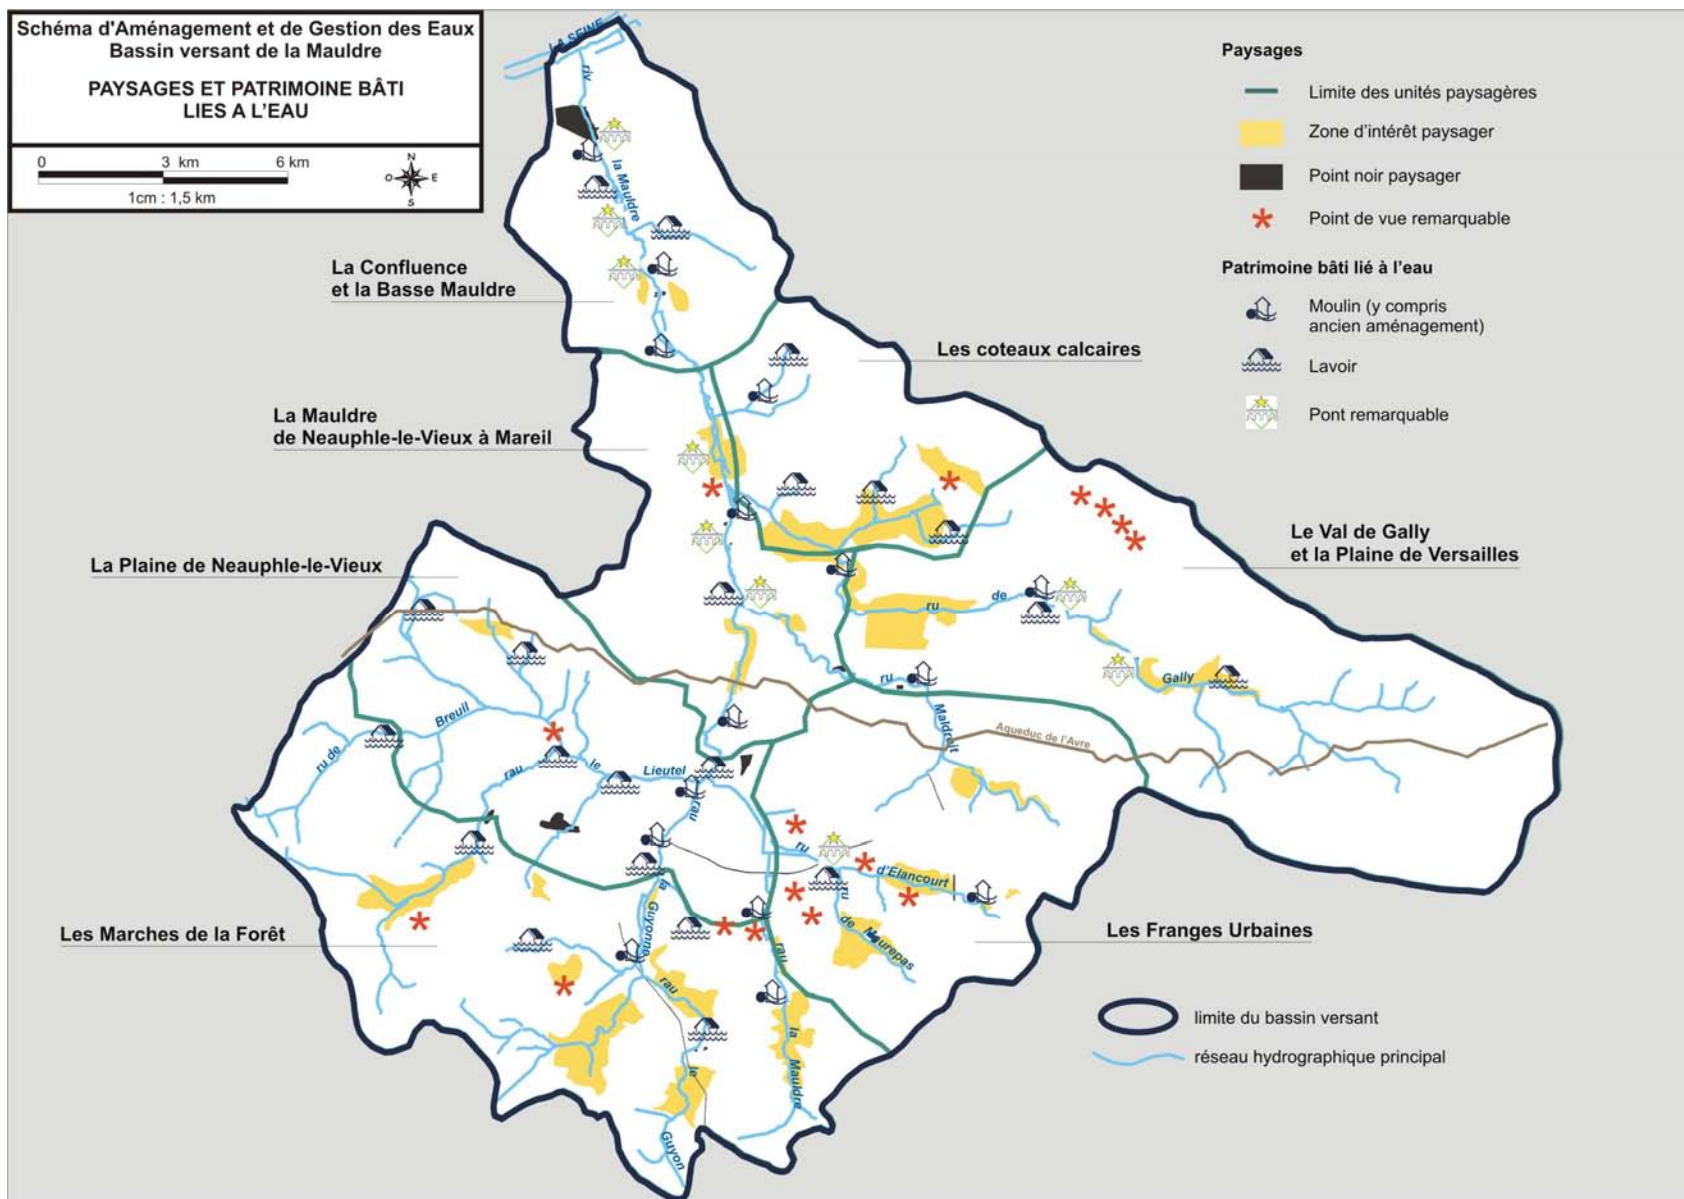 Schéma d'Aménagement et de Gestion des Eaux
Bassin versant de la Mauldre
PAYSAGES ET PATRIMOINE BÂTI
LIES A L'EAU
0 3 km 6 km
1cm : 1,5 km
N
O E
S
LA SEINE
riv
la Mauldre
Paysages
Limite des unités paysagères
Zone d'intérêt paysager
Point noir paysager
Point de vue remarquable
Patrimoine bâti lié à l'eau
Moulin (y compris
ancien aménagement)
Lavoir
Pont remarquable
La Confluence
et la Basse Mauldre
Les coteaux calcaires
La Mauldre
de Neauphle-le-Vieux à Mareil
Le Val de Gally
et la Plaine de Versailles
La Plaine de Neauphle-le-Vieux
ru de
Gally
ru
Maldroit
Aqueduc de l'Avre
ru de Breuil
rau le Lieutel
rau
la Guyonne
ru d'Elancourt
ru de Maurepas
Les Marches de la Forêt
Les Franges Urbaines
rau
le
Guyon
rau
la Mauldre
limite du bassin versant
réseau hydrographique principal